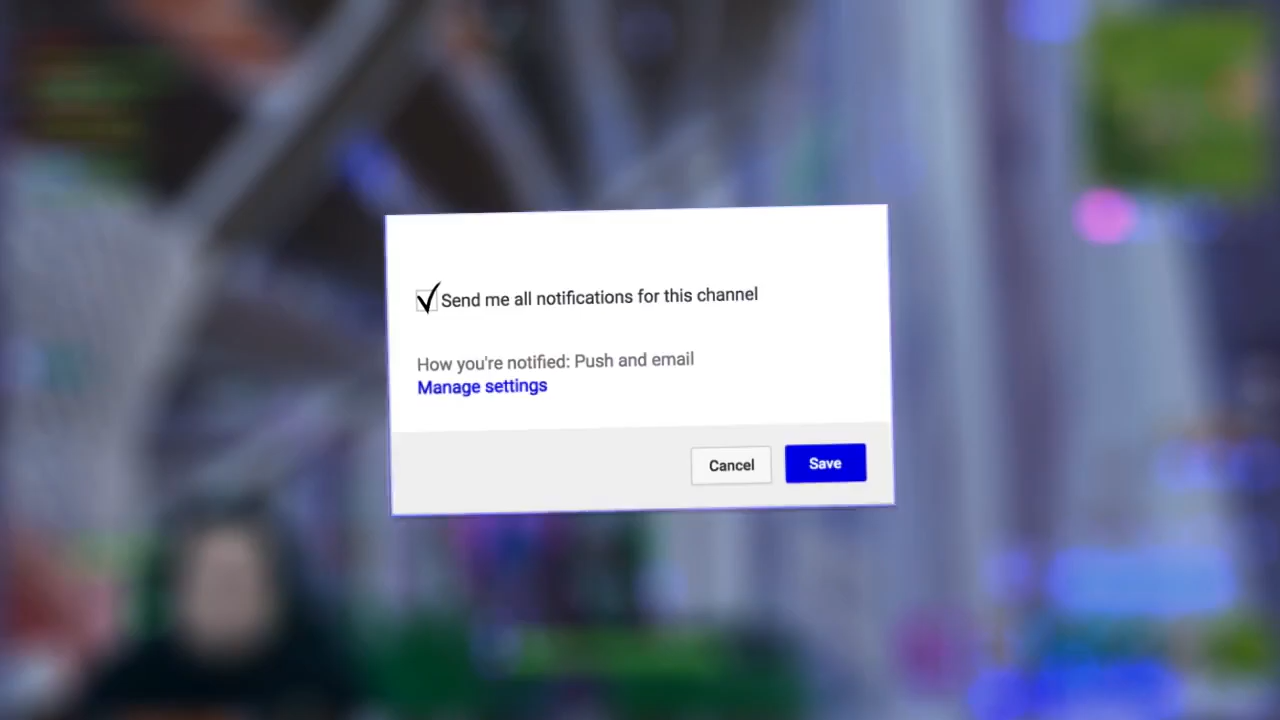 Send me all notifications for this channel
How you're notified: Push and email
Manage settings
Cancel
Save